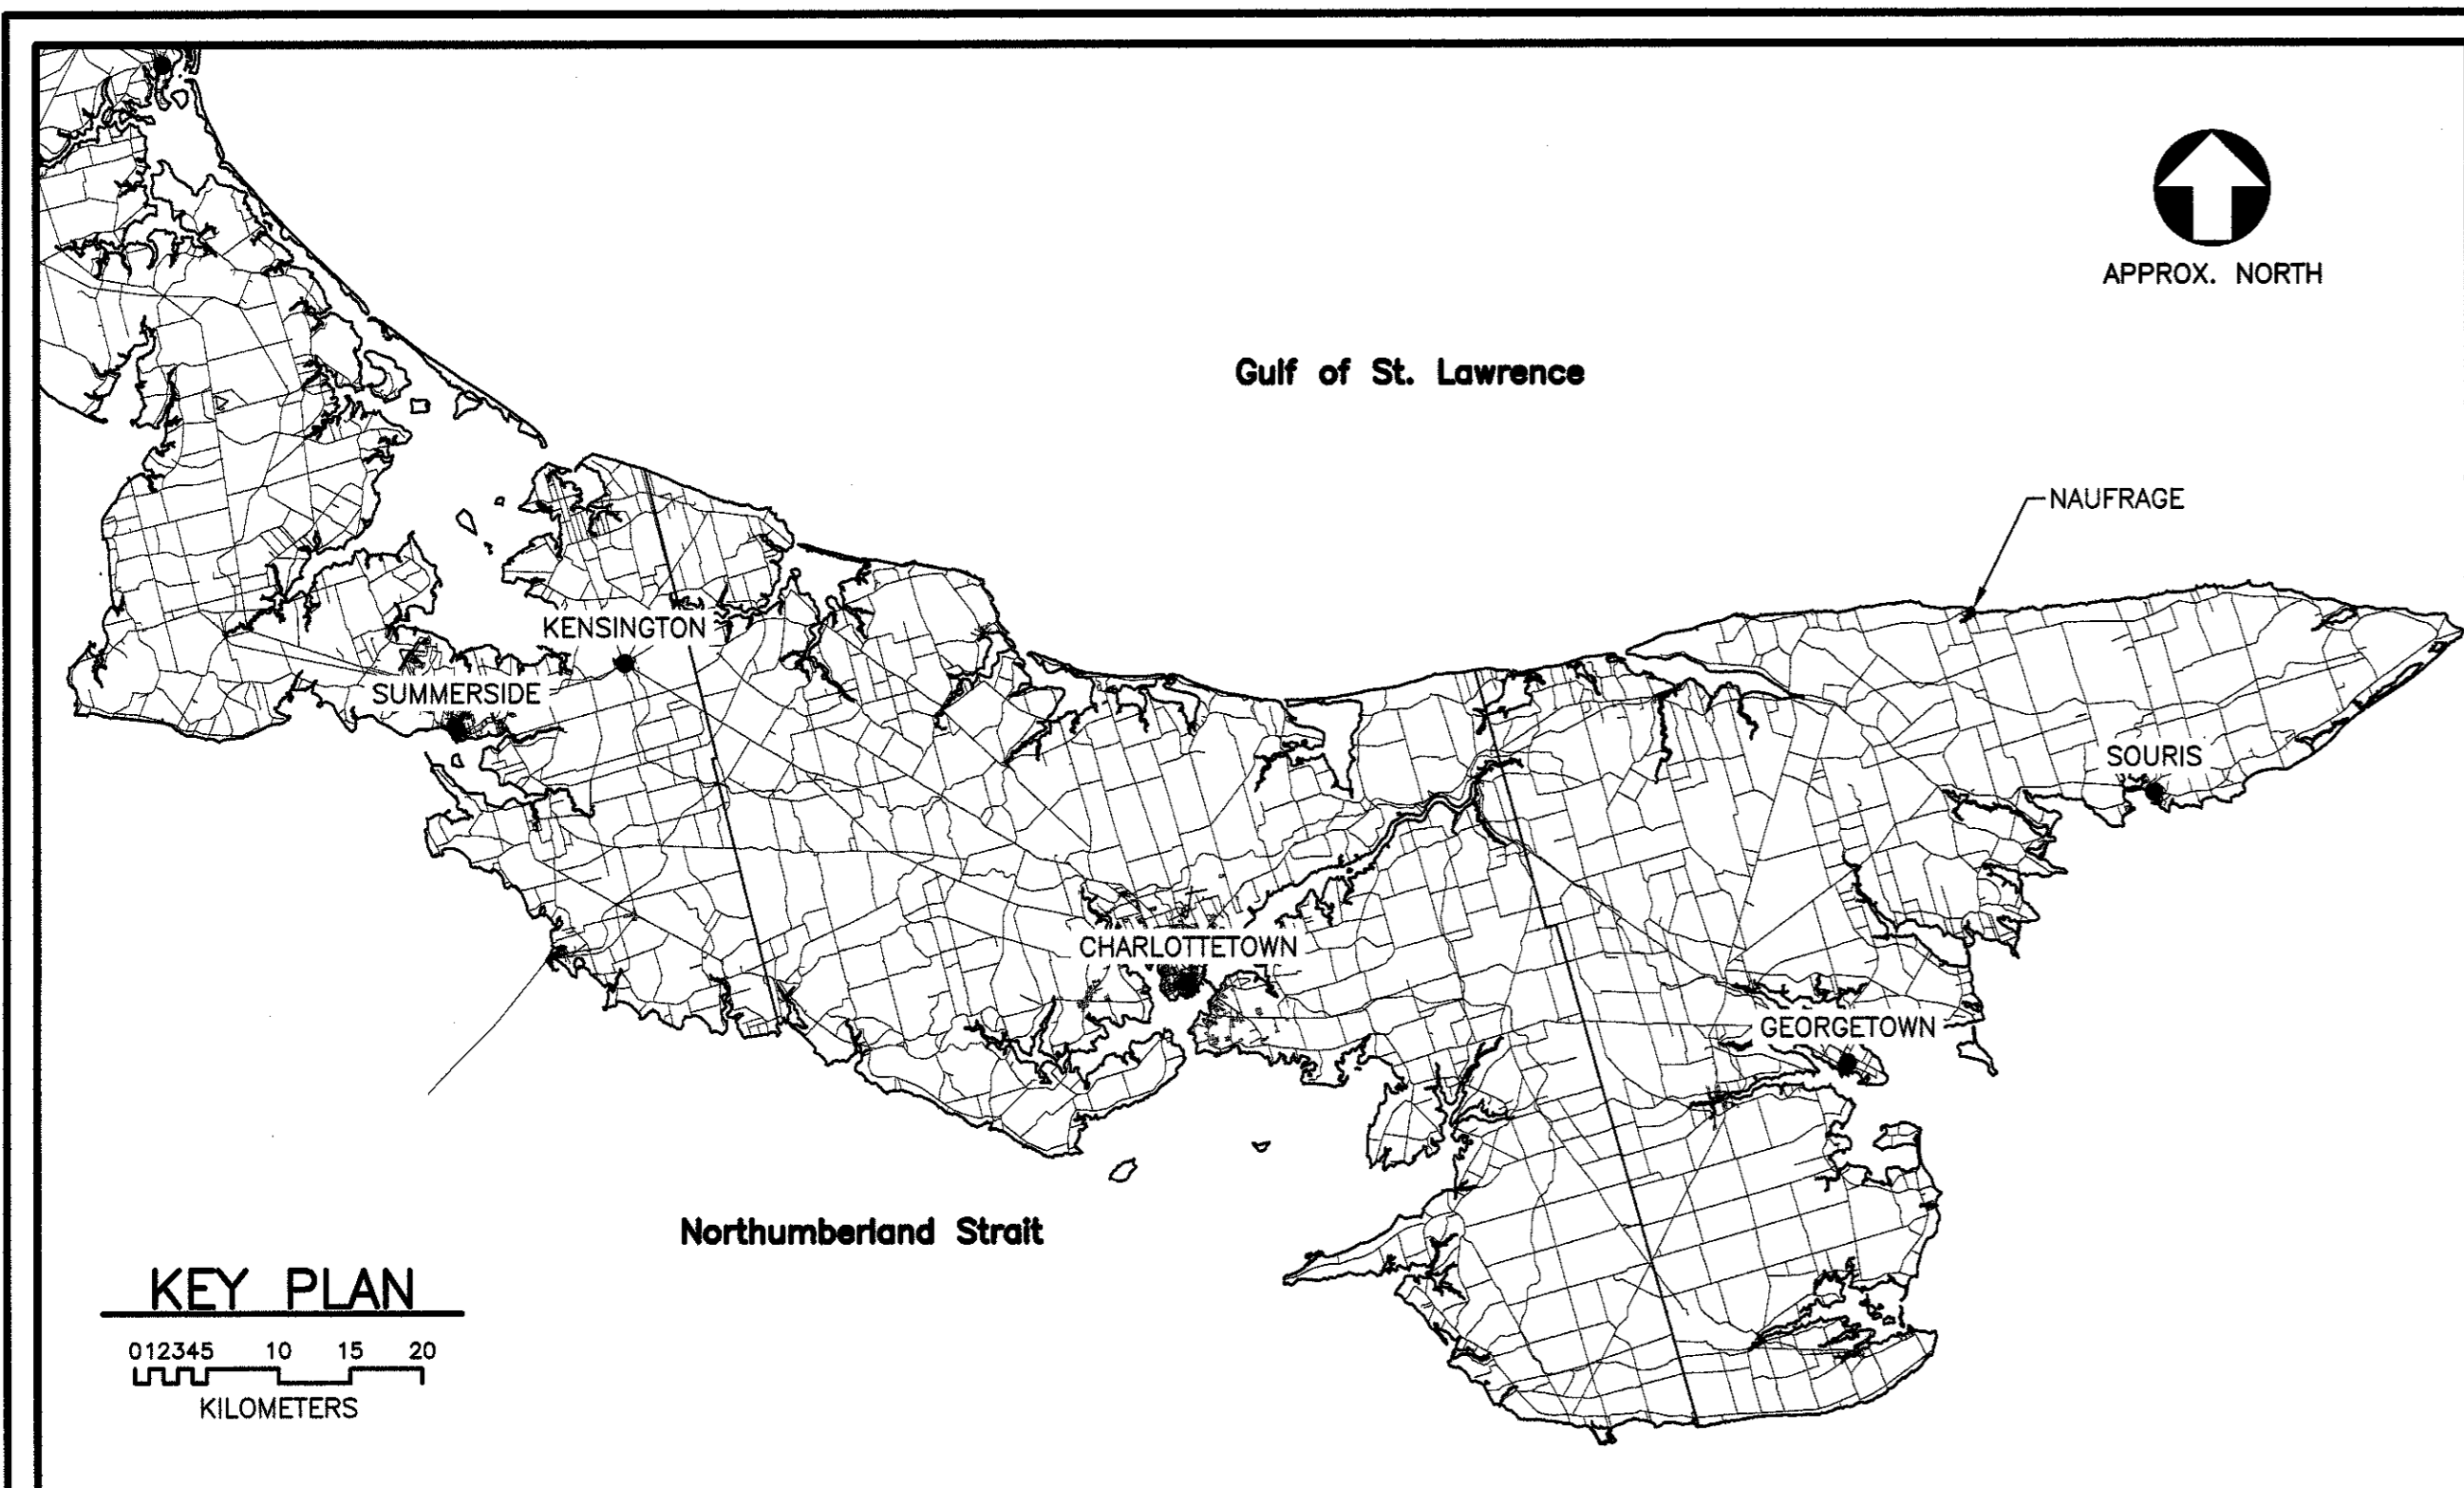 APPROX. NORTH
Gulf of St. Lawrence
NAUFRAGE
KENSINGTON
SUMMERSIDE
SOURIS
CHARLOTTETOWN
GEORGETOWN
Northumberland Strait
KEY PLAN
012345 10 15 20
KILOMETERS